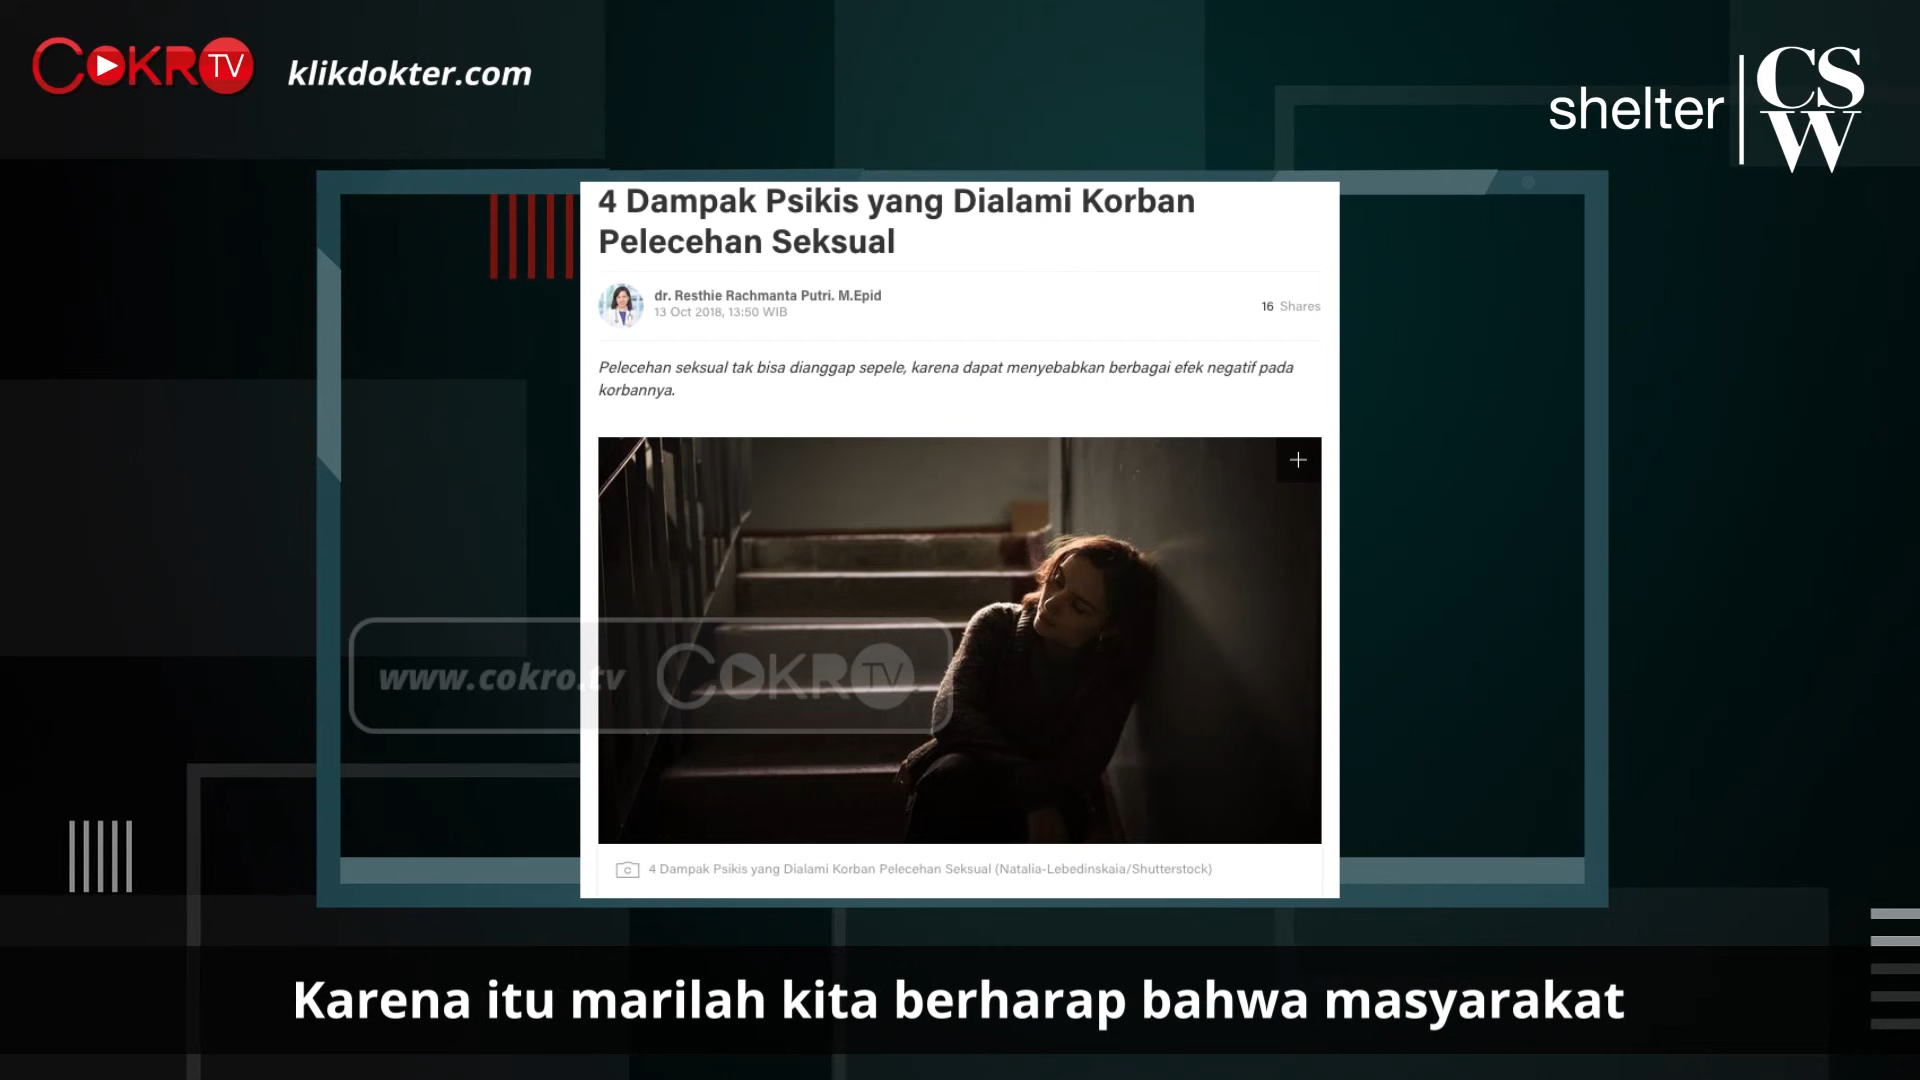 COKRO TV
klikdokter.com
shelter
CSW
4 Dampak Psikis yang Dialami Korban
Pelecehan Seksual
dr. Resthie Rachmanta Putri. M.Epid
13 Oct 2018, 13:50 WIB
16 Shares
Pelecehan seksual tak bisa dianggap sepele, karena dapat menyebabkan berbagai efek negatif pada
korbannya.
www.cokro.tv COKRO TV
4 Dampak Psikis yang Dialami Korban Pelecehan Seksual (Natalia-Lebedinskaia/Shutterstock)
Karena itu marilah kita berharap bahwa masyarakat